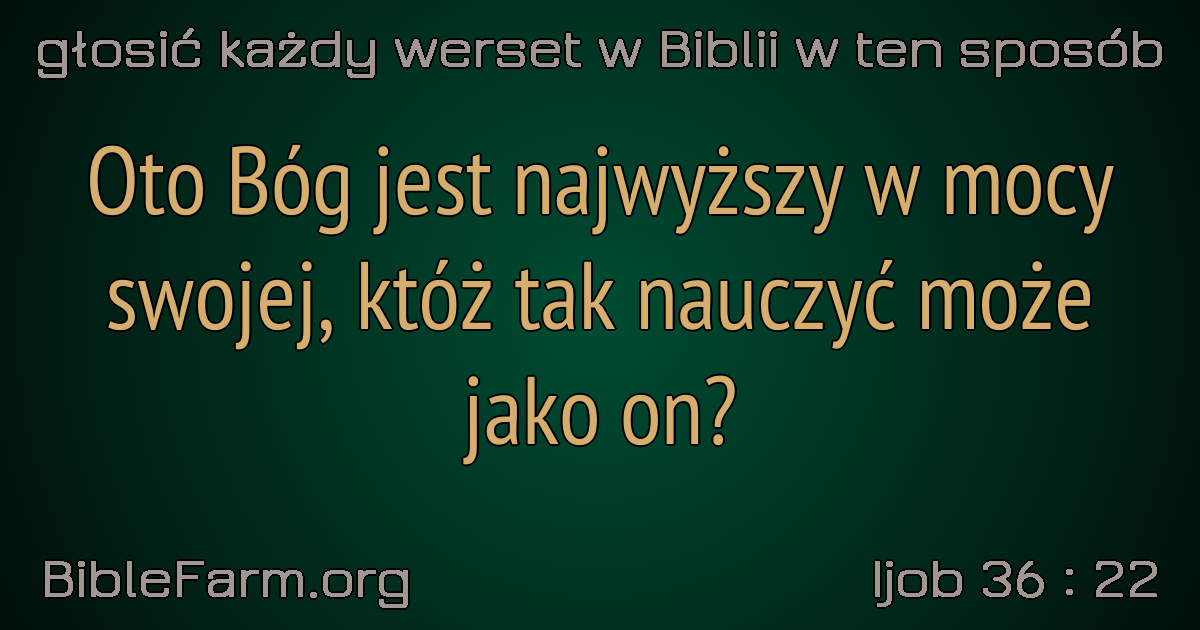 głosić każdy werset w Biblii w ten sposób
Oto Bóg jest najwyższy w mocy
swojej, któż tak nauczyć może
jako on?
BibleFarm.org
Ijob 36 : 22